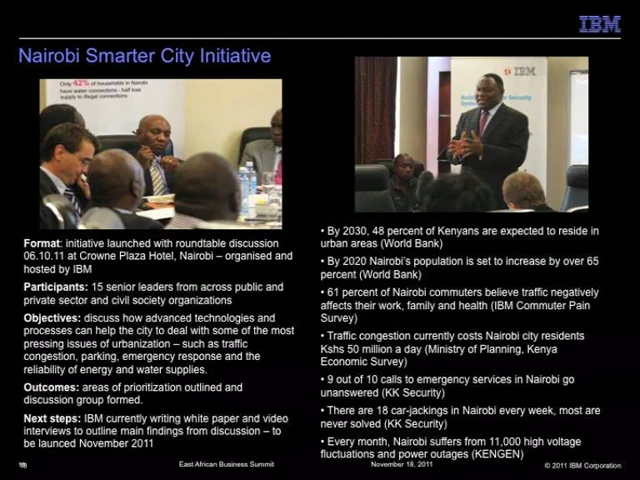 IBM
Nairobi Smarter City Initiative
Only 42% of households in Nairobi
have water connections - half lose
supply to illegal connections
Format: initiative launched with roundtable discussion
06.10.11 at Crowne Plaza Hotel, Nairobi – organised and
hosted by IBM
Participants: 15 senior leaders from across public and
private sector and civil society organizations
Objectives: discuss how advanced technologies and
processes can help the city to deal with some of the most
pressing issues of urbanization – such as traffic
congestion, parking, emergency response and the
reliability of energy and water supplies.
Outcomes: areas of prioritization outlined and
discussion group formed.
Next steps: IBM currently writing white paper and video
interviews to outline main findings from discussion – to
be launced November 2011
IBM
Security
• By 2030, 48 percent of Kenyans are expected to reside in
urban areas (World Bank)
• By 2020 Nairobi's population is set to increase by over 65
percent (World Bank)
• 61 percent of Nairobi commuters believe traffic negatively
affects their work, family and health (IBM Commuter Pain
Survey)
• Traffic congestion currently costs Nairobi city residents
Kshs 50 million a day (Ministry of Planning, Kenya
Economic Survey)
• 9 out of 10 calls to emergency services in Nairobi go
unanswered (KK Security)
• There are 18 car-jackings in Nairobi every week, most are
never solved (KK Security)
• Every month, Nairobi suffers from 11,000 high voltage
fluctuations and power outages (KENGEN)
East African Business Summit
November 18, 2011
© 2011 IBM Corporation